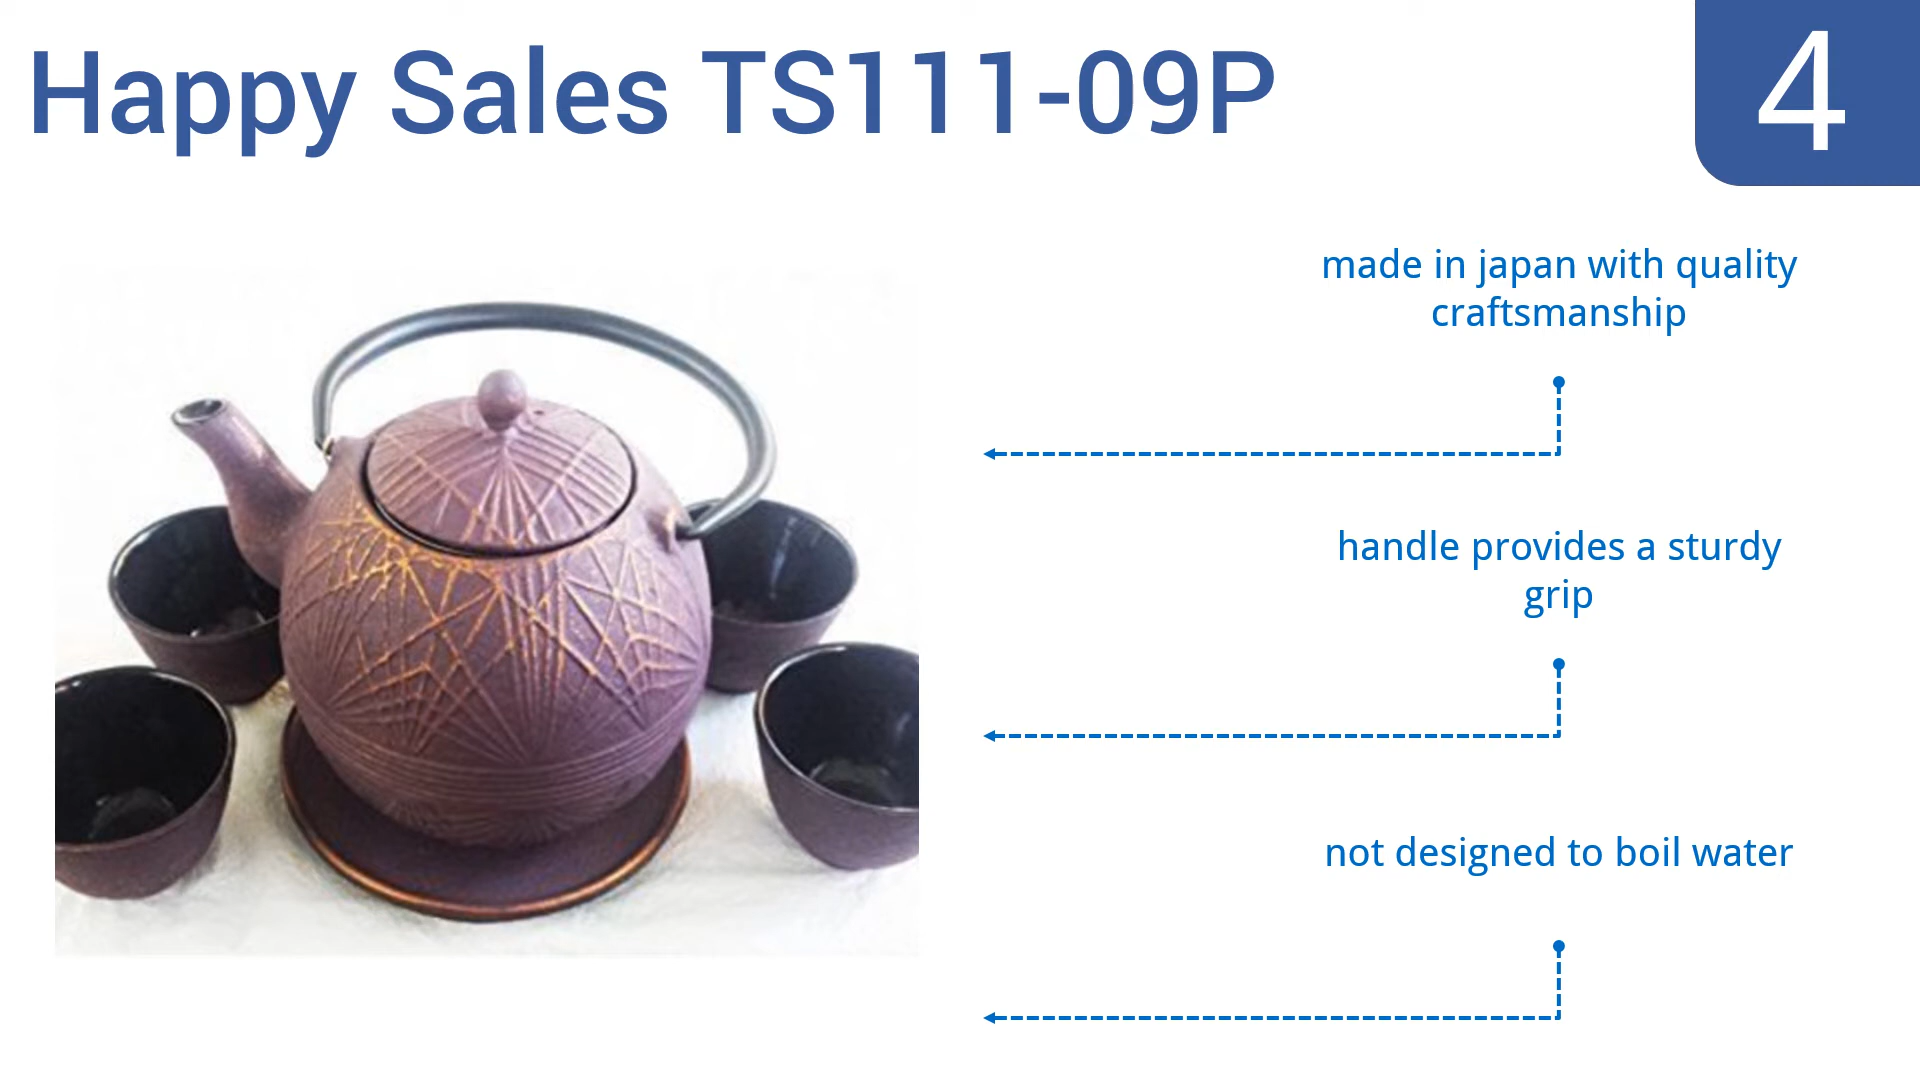 Happy Sales TS111-09P
4
made in japan with quality
craftsmanship
handle provides a sturdy
grip
not designed to boil water